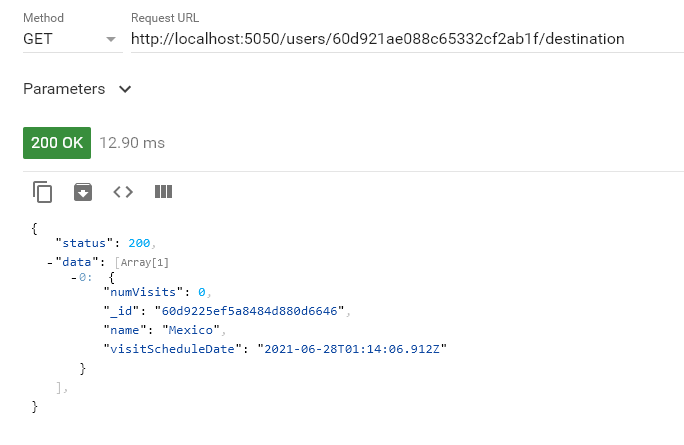 Method Request URL
GET http://localhost:5050/users/60d921ae088c65332cf2ab1f/destination
Parameters
200 OK 12.90 ms
{
"status": 200,
-"data": [Array[1]
-0: {
"numVisits": 0,
"_id": "60d9225ef5a8484d880d6646",
"name": "Mexico",
"visitScheduleDate": "2021-06-28T01:14:06.912Z"
}
],
}